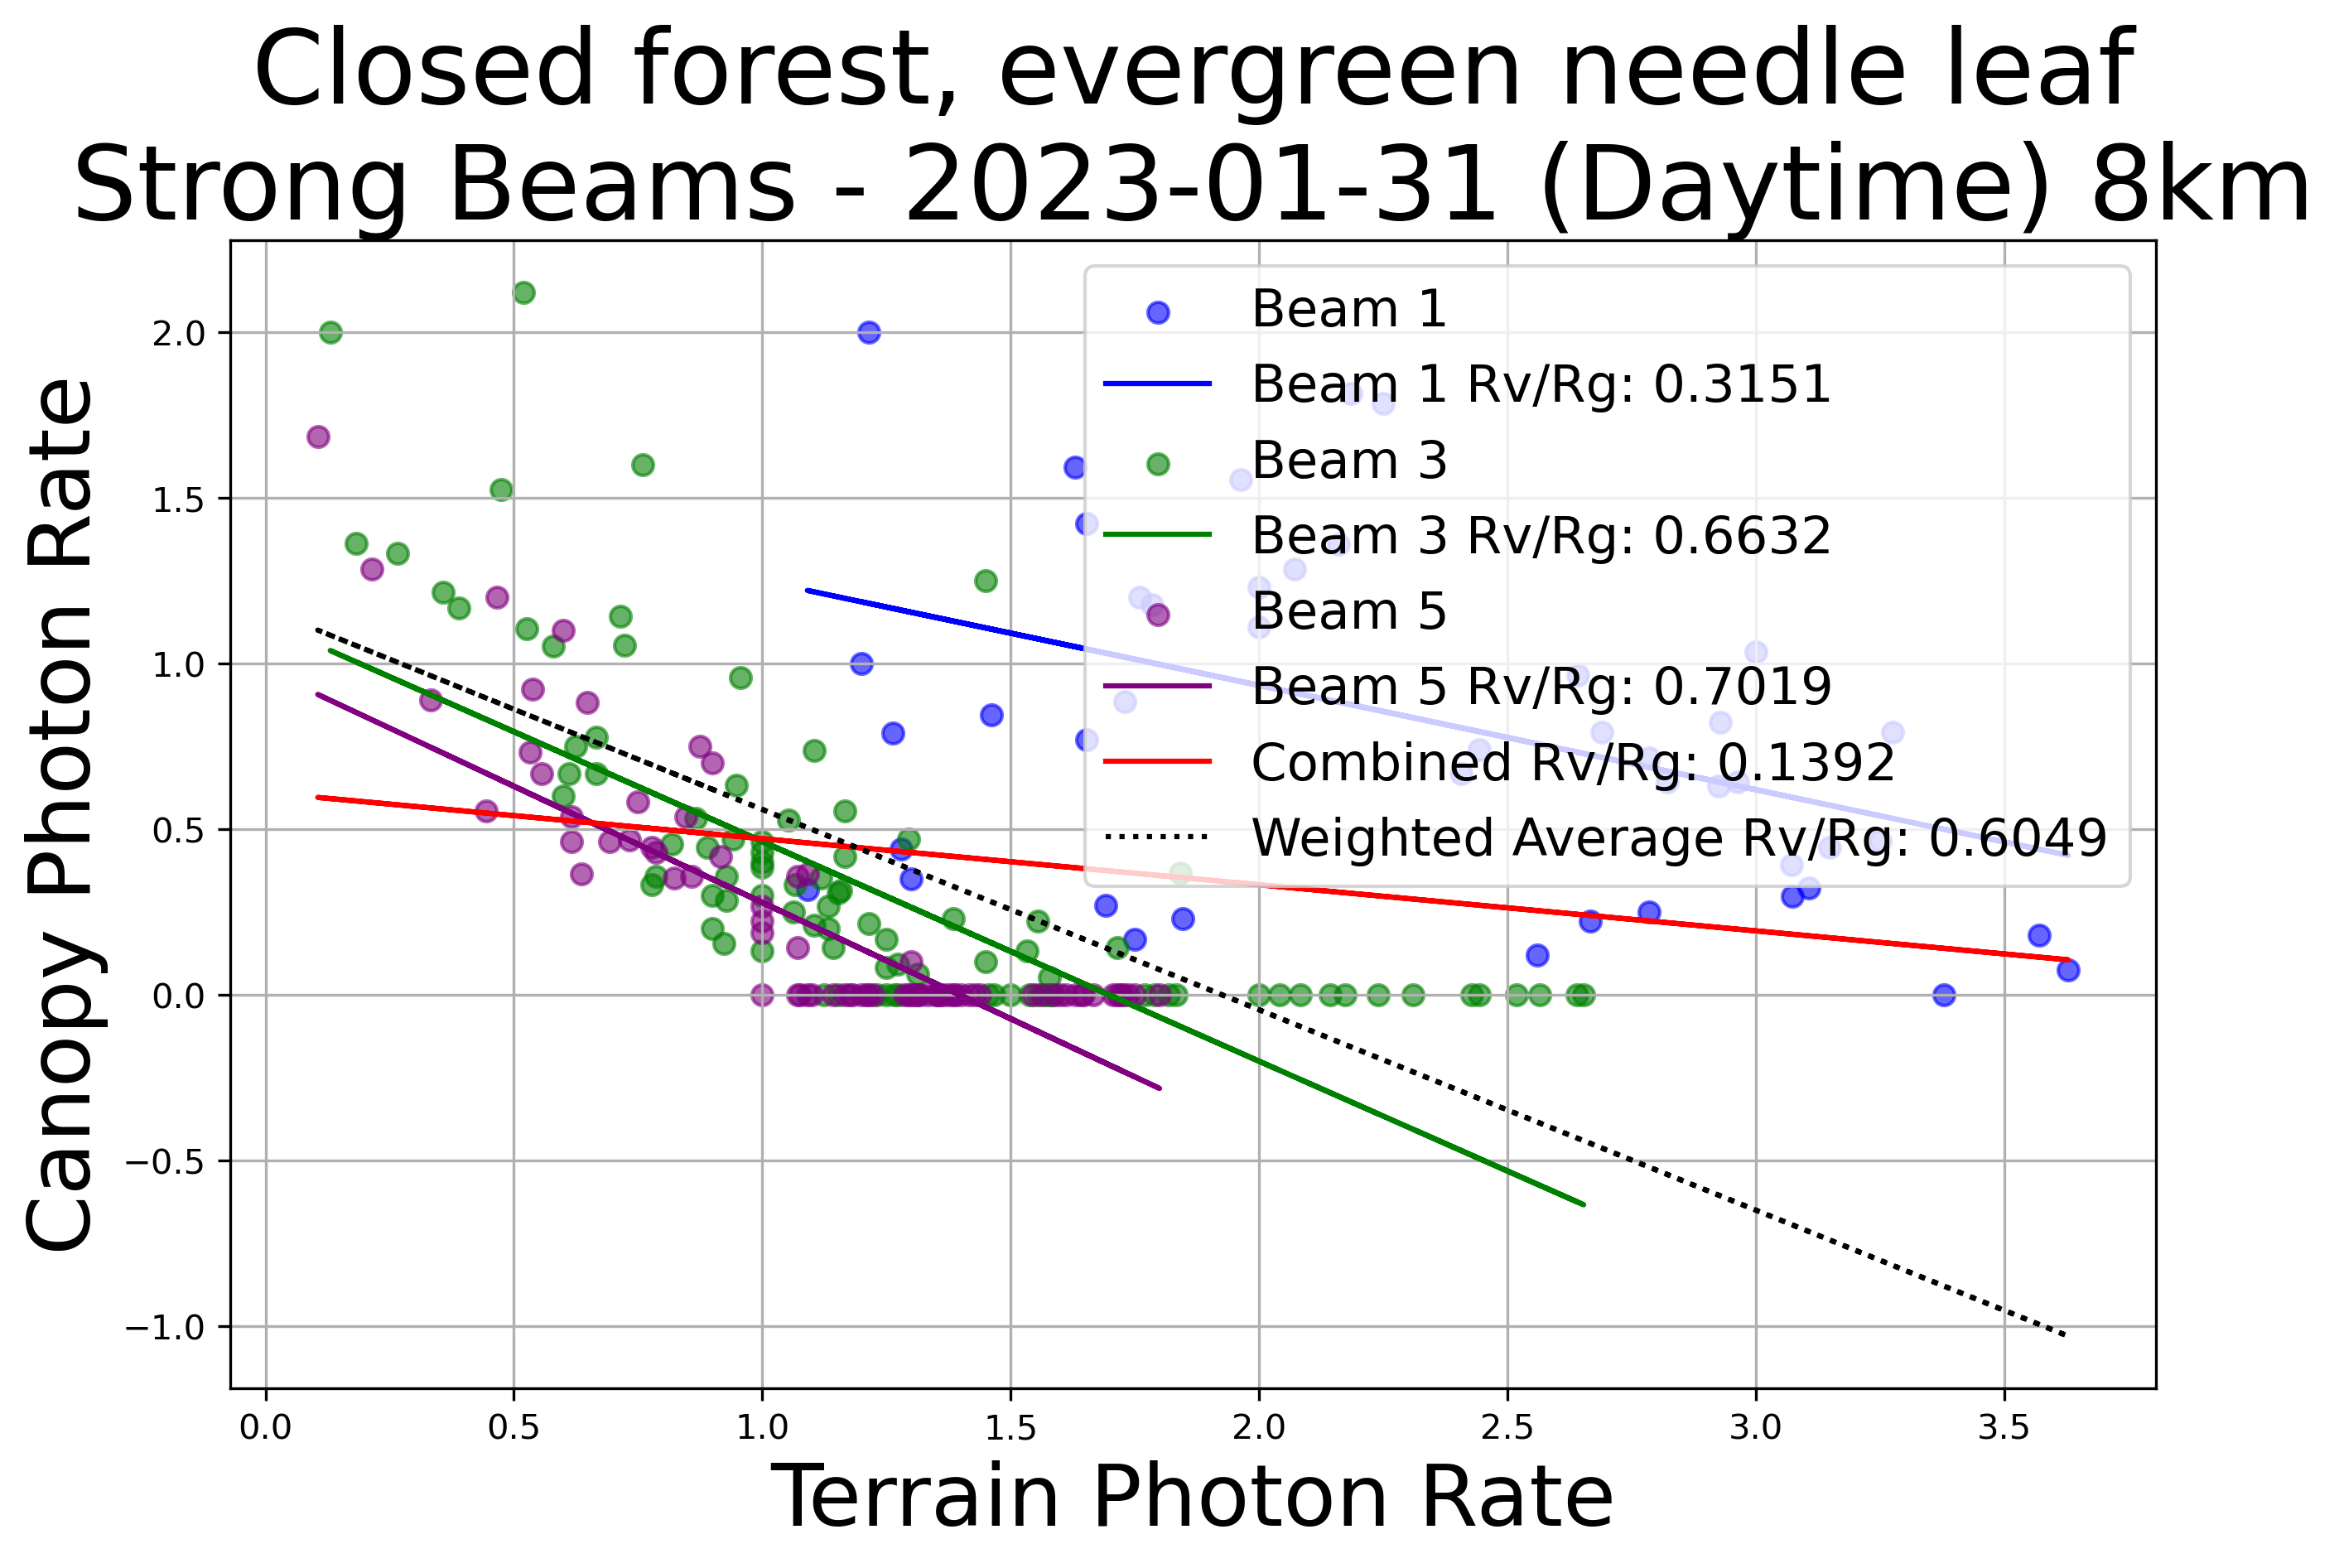 Closed forest, evergreen needle leaf
Strong Beams - 2023-01-31 (Daytime) 8km
Canopy Photon Rate
2.0
1.5
1.0
0.5
0.0
−0.5
−1.0
Beam 1
Beam 1 Rv/Rg: 0.3151
Beam 3
Beam 3 Rv/Rg: 0.6632
Beam 5
Beam 5 Rv/Rg: 0.7019
Combined Rv/Rg: 0.1392
Weighted Average Rv/Rg: 0.6049
0.0 0.5 1.0 1.5 2.0 2.5 3.0 3.5
Terrain Photon Rate